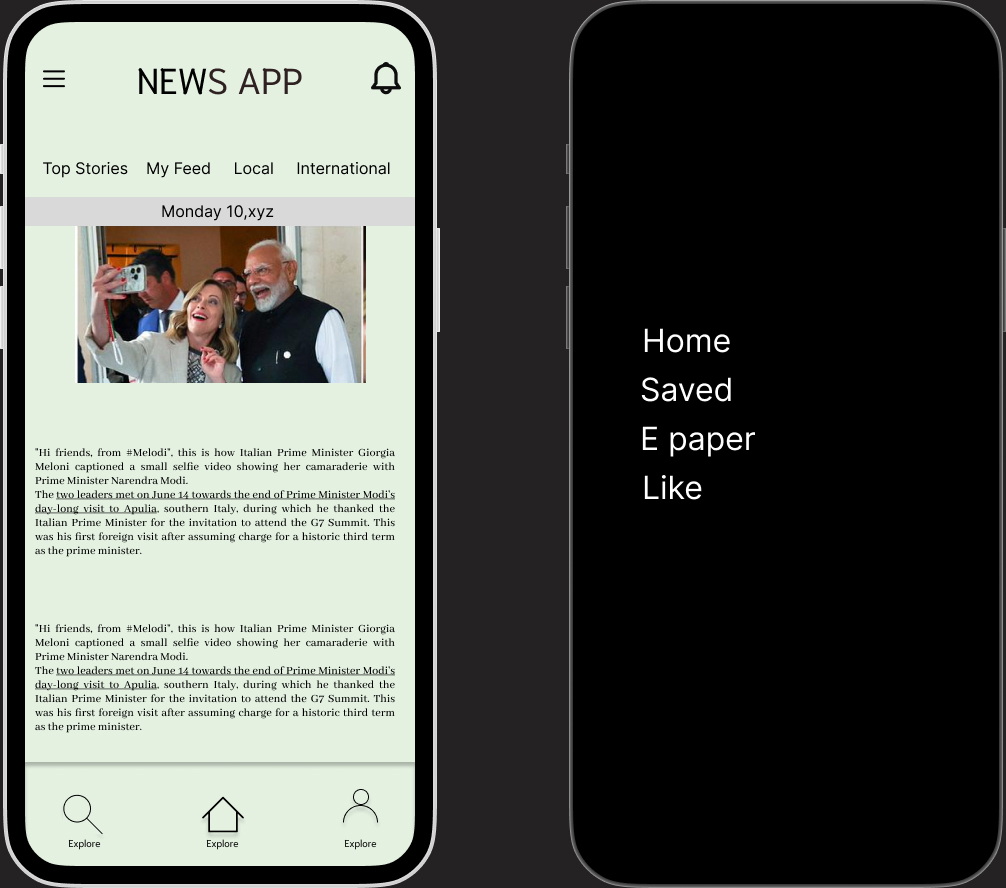 NEWS APP
Top Stories My Feed Local International
Monday 10,xyz
"Hi friends, from #Melodi", this is how Italian Prime Minister Giorgia
Meloni captioned a small selfie video showing her camaraderie with
Prime Minister Narendra Modi.
The two leaders met on June 14 towards the end of Prime Minister Modi's
day-long visit to Apulia, southern Italy, during which he thanked the
Italian Prime Minister for the invitation to attend the G7 Summit. This
was his first foreign visit after assuming charge for a historic third term
as the prime minister.
"Hi friends, from #Melodi", this is how Italian Prime Minister Giorgia
Meloni captioned a small selfie video showing her camaraderie with
Prime Minister Narendra Modi.
The two leaders met on June 14 towards the end of Prime Minister Modi's
day-long visit to Apulia, southern Italy, during which he thanked the
Italian Prime Minister for the invitation to attend the G7 Summit. This
was his first foreign visit after assuming charge for a historic third term
as the prime minister.
Explore Explore Explore
Home
Saved
E paper
Like